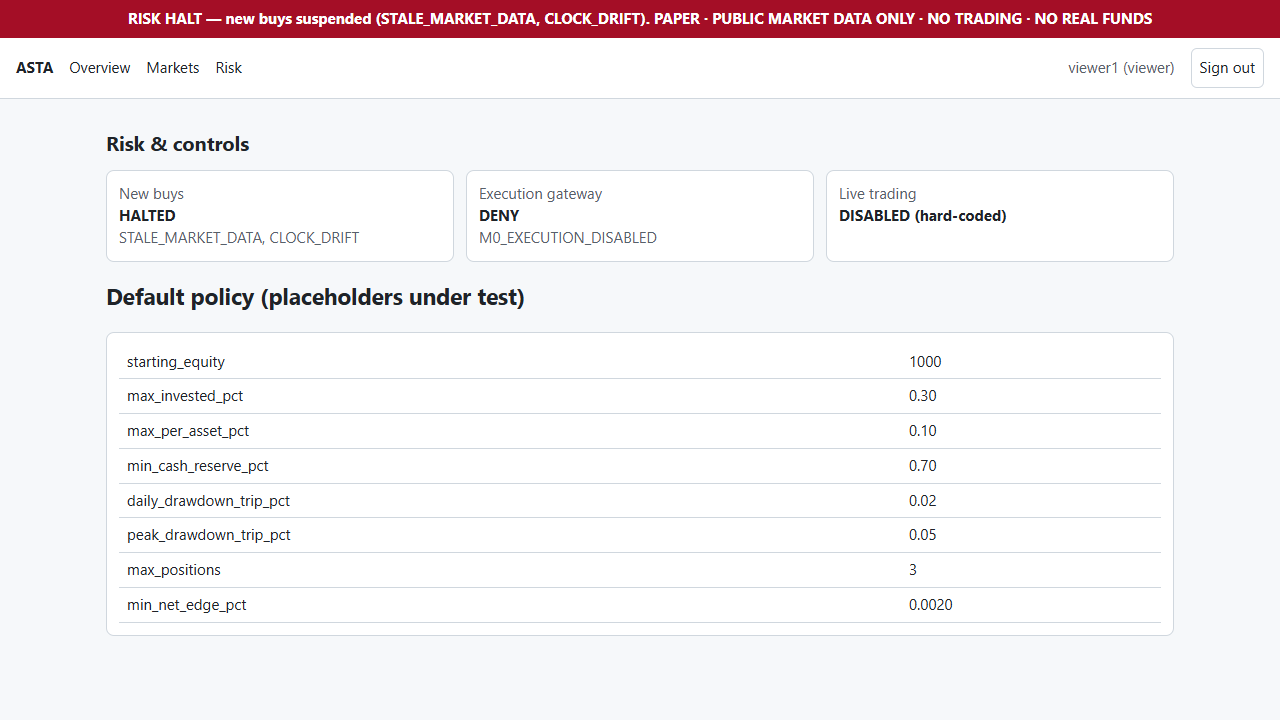 RISK HALT — new buys suspended (STALE_MARKET_DATA, CLOCK_DRIFT). PAPER · PUBLIC MARKET DATA ONLY · NO TRADING · NO REAL FUNDS
ASTA Overview Markets Risk viewer1 (viewer) Sign out
Risk & controls
New buys
HALTED
STALE_MARKET_DATA, CLOCK_DRIFT
Execution gateway
DENY
M0_EXECUTION_DISABLED
Live trading
DISABLED (hard-coded)
Default policy (placeholders under test)
starting_equity 1000
max_invested_pct 0.30
max_per_asset_pct 0.10
min_cash_reserve_pct 0.70
daily_drawdown_trip_pct 0.02
peak_drawdown_trip_pct 0.05
max_positions 3
min_net_edge_pct 0.0020